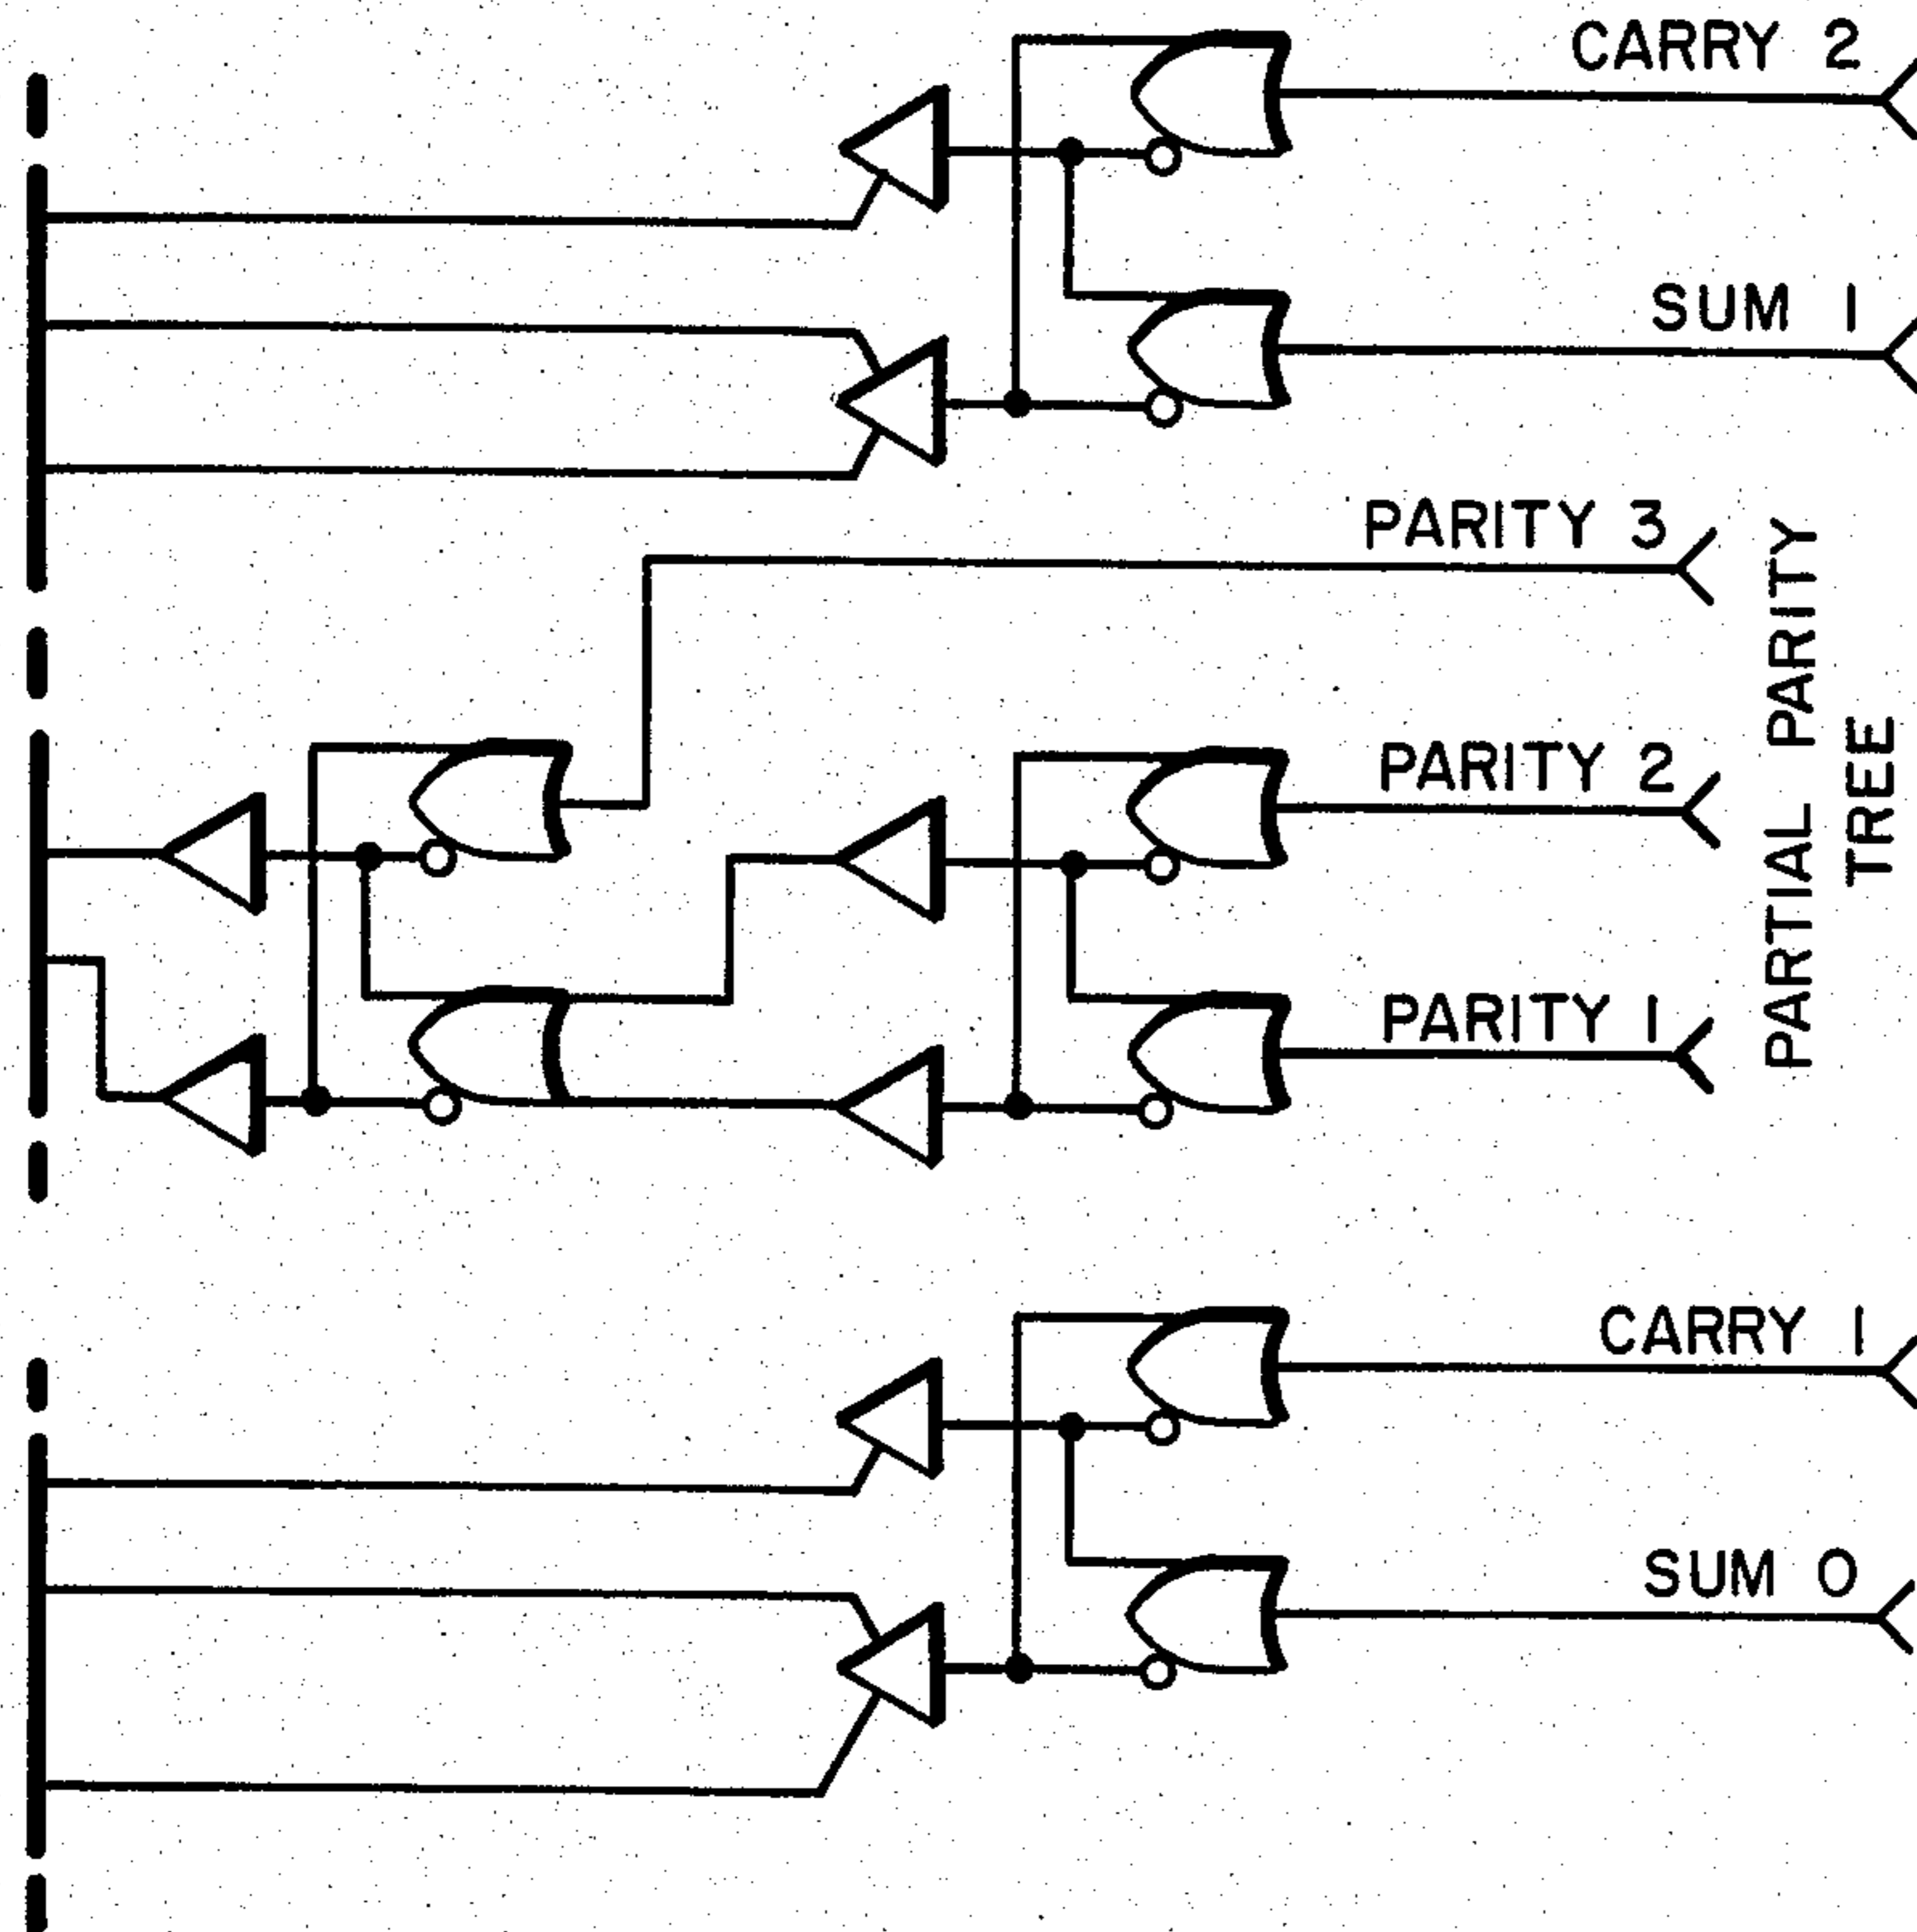 CARRY 2
SUM 1
PARITY 3
PARITY 2
PARITY 1
PARTIAL PARITY
TREE
CARRY 1
SUM 0